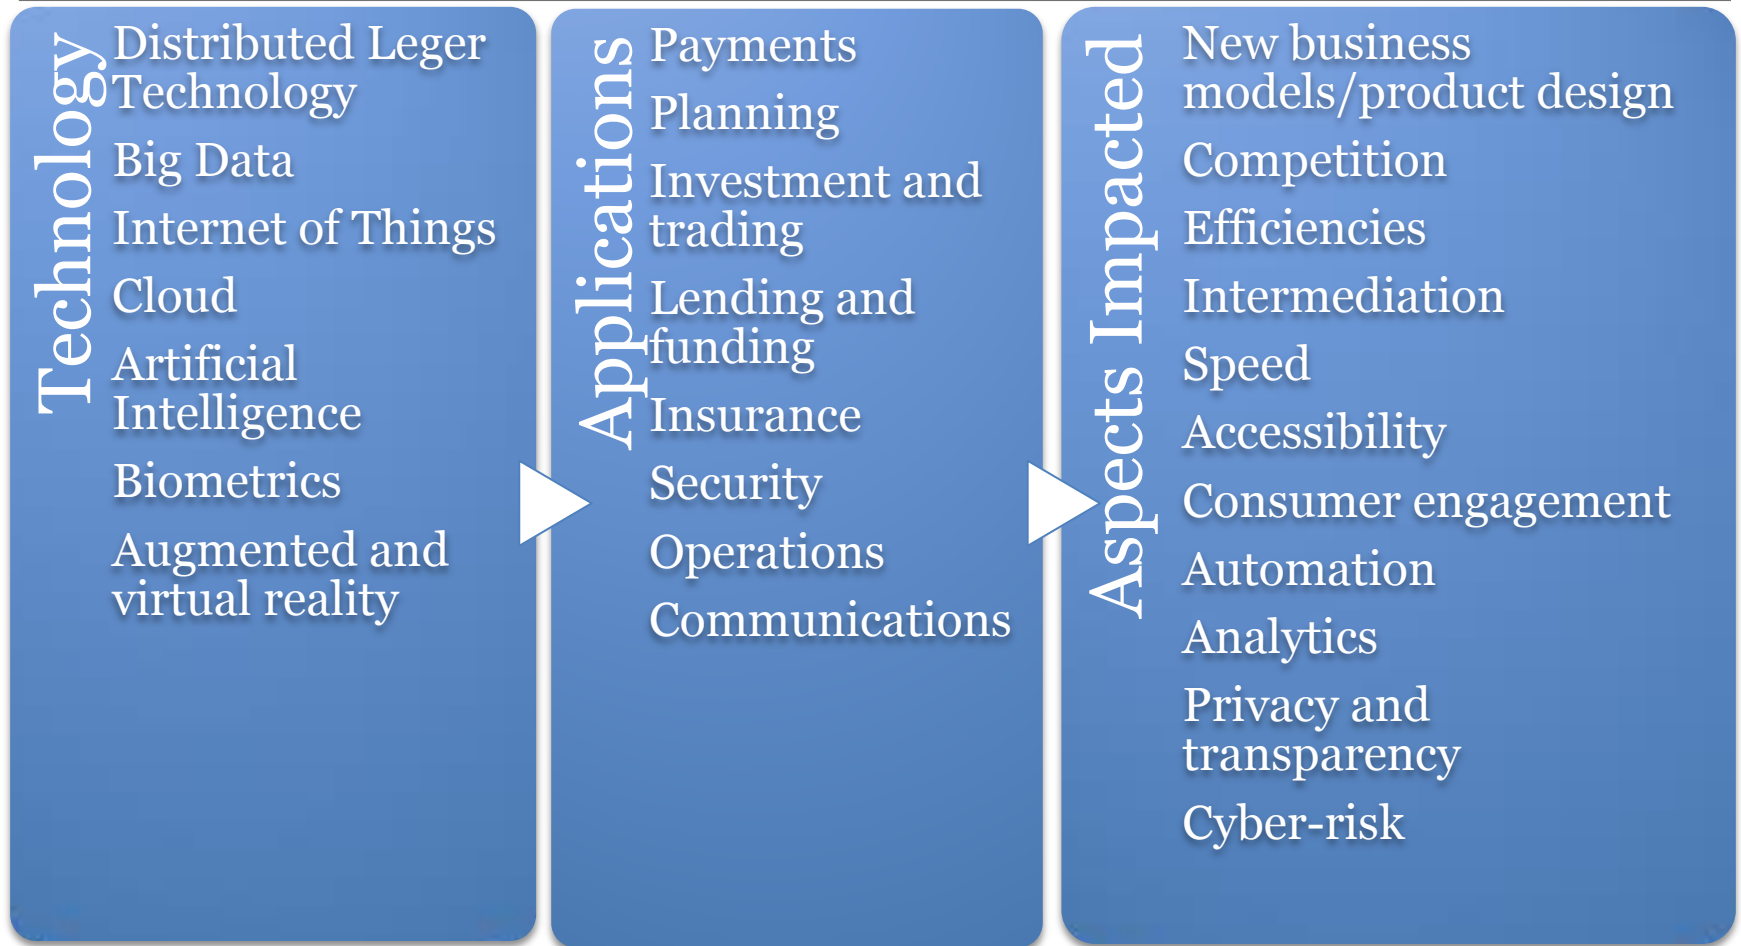 Technology
Distributed Leger
Technology
Big Data
Internet of Things
Cloud
Artificial
Intelligence
Biometrics
Augmented and
virtual reality
Applications
Payments
Planning
Investment and
trading
Lending and
funding
Insurance
Security
Operations
Communications
Aspects Impacted
New business
models/product design
Competition
Efficiencies
Intermediation
Speed
Accessibility
Consumer engagement
Automation
Analytics
Privacy and
transparency
Cyber-risk